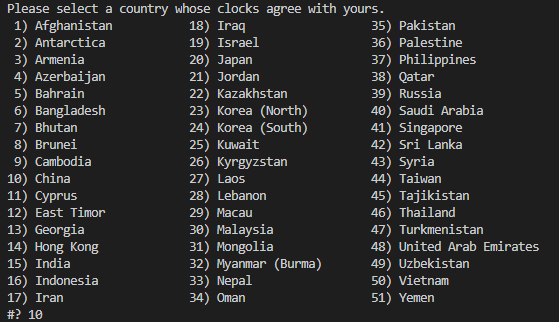 Please select a country whose clocks agree with yours.
1) Afghanistan 18) Iraq 35) Pakistan
2) Antarctica 19) Israel 36) Palestine
3) Armenia 20) Japan 37) Philippines
4) Azerbaijan 21) Jordan 38) Qatar
5) Bahrain 22) Kazakhstan 39) Russia
6) Bangladesh 23) Korea (North) 40) Saudi Arabia
7) Bhutan 24) Korea (South) 41) Singapore
8) Brunei 25) Kuwait 42) Sri Lanka
9) Cambodia 26) Kyrgyzstan 43) Syria
10) China 27) Laos 44) Taiwan
11) Cyprus 28) Lebanon 45) Tajikistan
12) East Timor 29) Macau 46) Thailand
13) Georgia 30) Malaysia 47) Turkmenistan
14) Hong Kong 31) Mongolia 48) United Arab Emirates
15) India 32) Myanmar (Burma) 49) Uzbekistan
16) Indonesia 33) Nepal 50) Vietnam
17) Iran 34) Oman 51) Yemen
#? 10